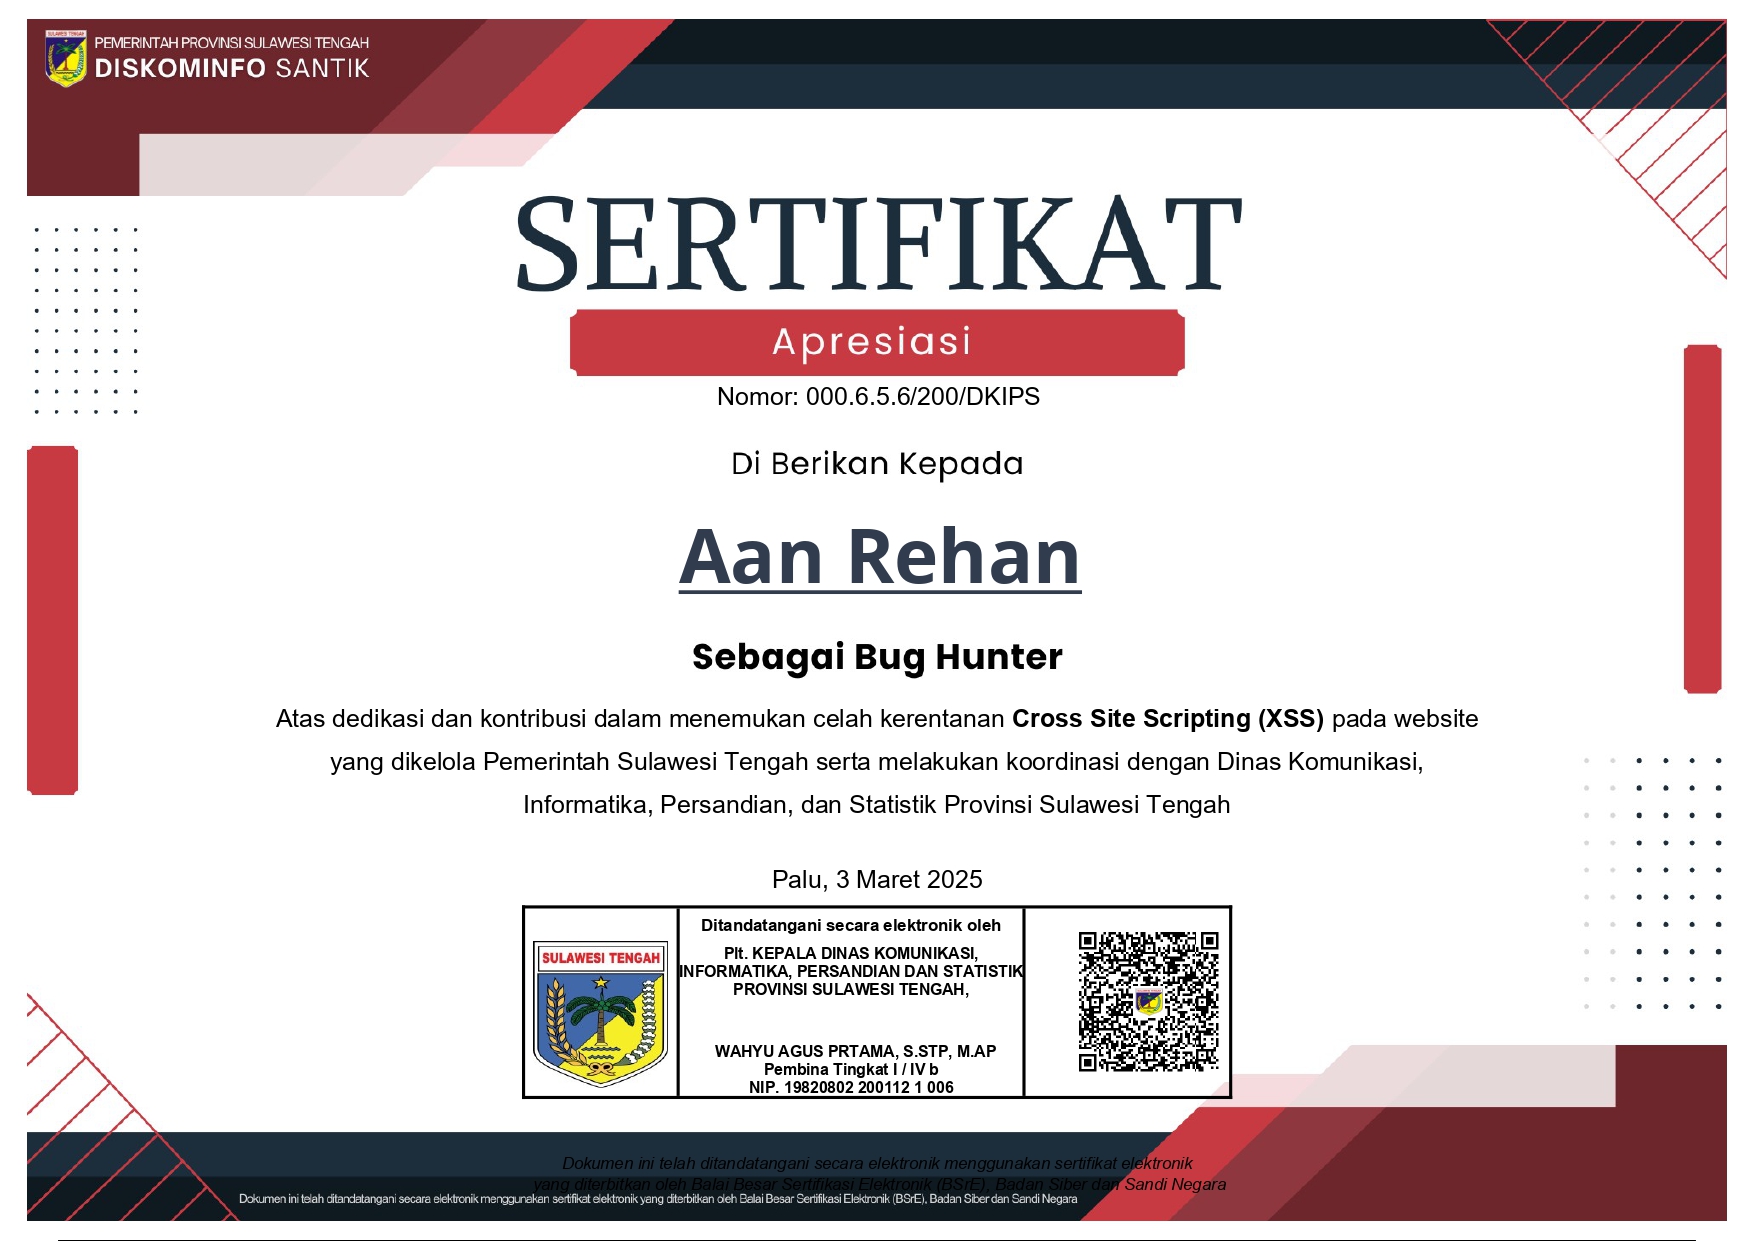 PEMERINTAH PROVINSI SULAWESI TENGAH
DISKOMINFO SANTIK
SERTIFIKAT
Apresiasi
Nomor: 000.6.5.6/200/DKIPS
Di Berikan Kepada
Aan Rehan
Sebagai Bug Hunter
Atas dedikasi dan kontribusi dalam menemukan celah kerentanan Cross Site Scripting (XSS) pada website
yang dikelola Pemerintah Sulawesi Tengah serta melakukan koordinasi dengan Dinas Komunikasi,
Informatika, Persandian, dan Statistik Provinsi Sulawesi Tengah
Palu, 3 Maret 2025
SULAWESI TENGAH
Ditandatangani secara elektronik oleh
Plt. KEPALA DINAS KOMUNIKASI,
INFORMATIKA, PERSANDIAN DAN STATISTIK
PROVINSI SULAWESI TENGAH,
WAHYU AGUS PRTAMA, S.STP, M.AP
Pembina Tingkat I / IV b
NIP. 19820802 200112 1 006
Dokumen ini telah ditandatangani secara elektronik menggunakan sertifikat elektronik
yang diterbitkan oleh Balai Besar Sertifikasi Elektronik (BSrE), Badan Siber dan Sandi Negara
Dokumen ini telah ditandatangani secara elektronik menggunakan sertifikat elektronik yang diterbitkan oleh Balai Besar Sertifikasi Elektronik (BSrE), Badan Siber dan Sandi Negara